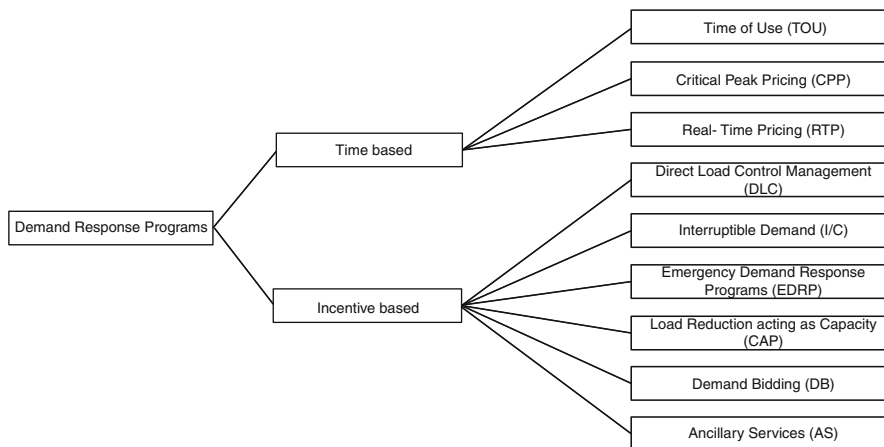 Time of Use (TOU)
Critical Peak Pricing (CPP)
Real- Time Pricing (RTP)
Time based
Direct Load Control Management
(DLC)
Demand Response Programs
Interruptible Demand (I/C)
Emergency Demand Response
Programs (EDRP)
Incentive based
Load Reduction acting as Capacity
(CAP)
Demand Bidding (DB)
Ancillary Services (AS)